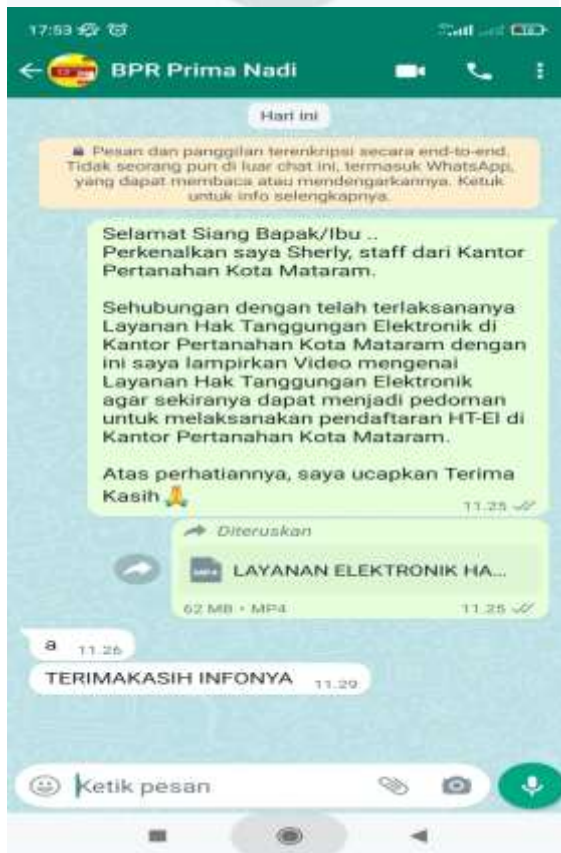 17:53
BPR Prima Nadi
Hari ini
Pesan dan panggilan terenkripsi secara end-to-end.
Tidak seorang pun di luar chat ini, termasuk WhatsApp,
yang dapat membaca atau mendengarkannya. Ketuk
untuk info selengkapnya.
Selamat Siang Bapak/Ibu ..
Perkenalkan saya Sherly, staff dari Kantor
Pertanahan Kota Mataram.
Sehubungan dengan telah terlaksananya
Layanan Hak Tanggungan Elektronik di
Kantor Pertanahan Kota Mataram dengan
ini saya lampirkan Video mengenai
Layanan Hak Tanggungan Elektronik
agar sekiranya dapat menjadi pedoman
untuk melaksanakan pendaftaran HT-El di
Kantor Pertanahan Kota Mataram.
Atas perhatiannya, saya ucapkan Terima
Kasih 🙏
11.25
Diteruskan
LAYANAN ELEKTRONIK HA...
62 MB • MP4
11.25
a 11.26
TERIMAKASIH INFONYA 11.29
Ketik pesan